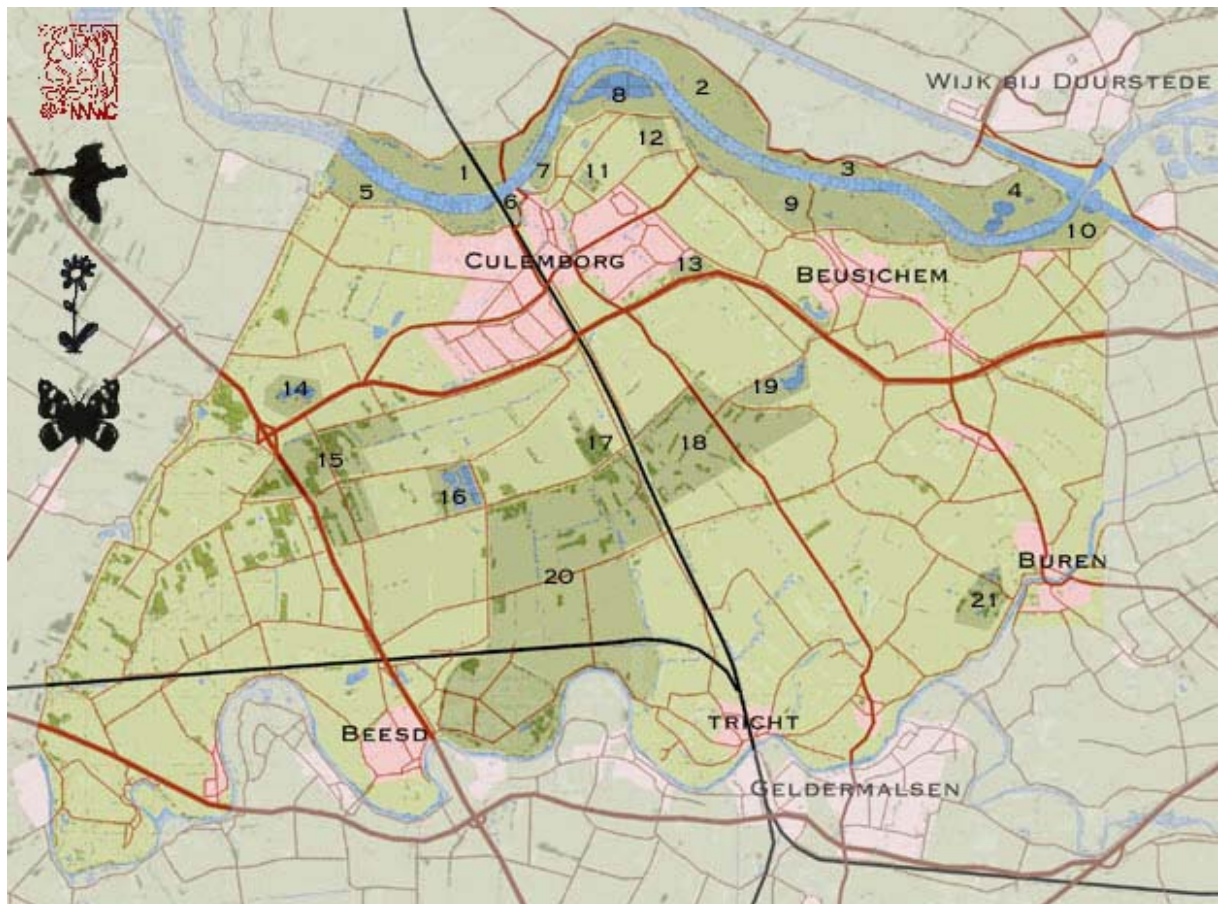 NVWC
WIJK BIJ DUURSTEDE
2
8
12
1
7
11
3
5
6
9
4
10
CULEMBORG
13
BEUSICHEM
14
19
15
17
18
16
20
BUREN
21
BEESD
TRICHT
GELDERMALSEN